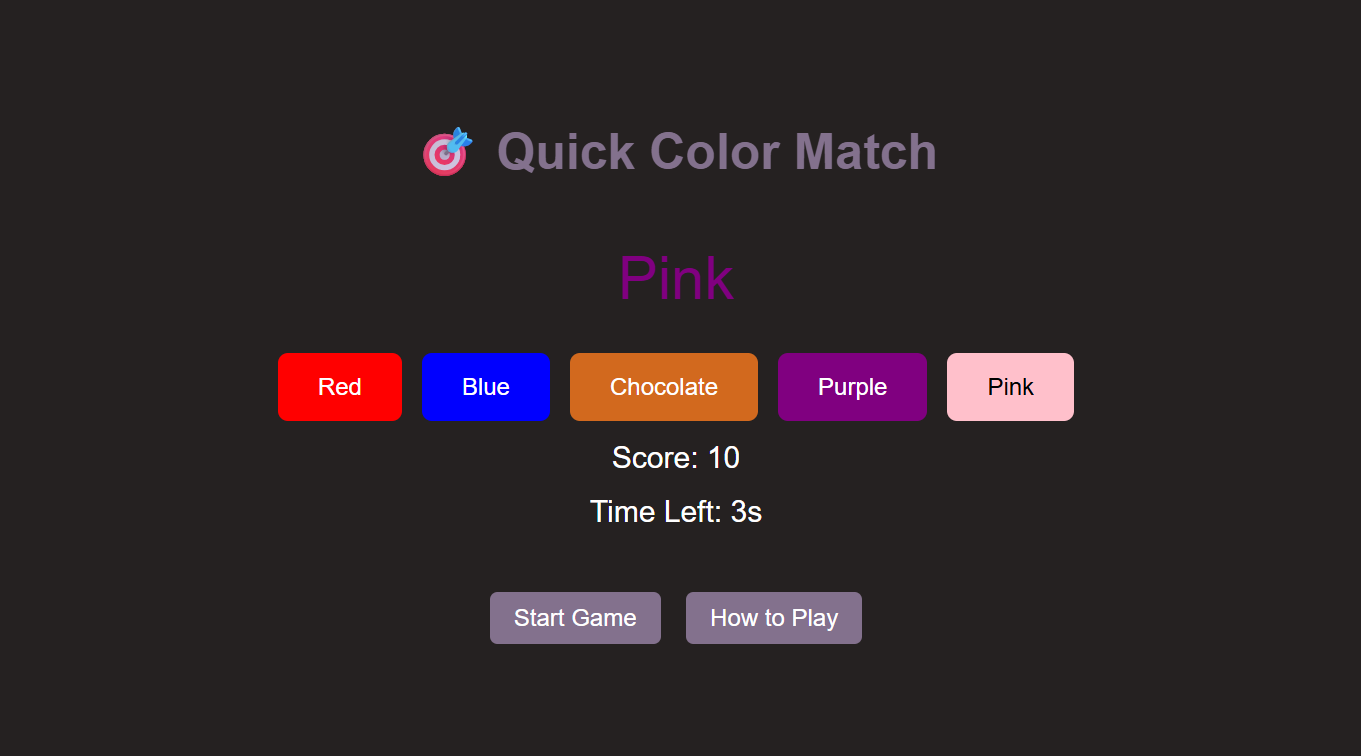 Quick Color Match
Pink
Red Blue Chocolate Purple Pink
Score: 10
Time Left: 3s
Start Game How to Play